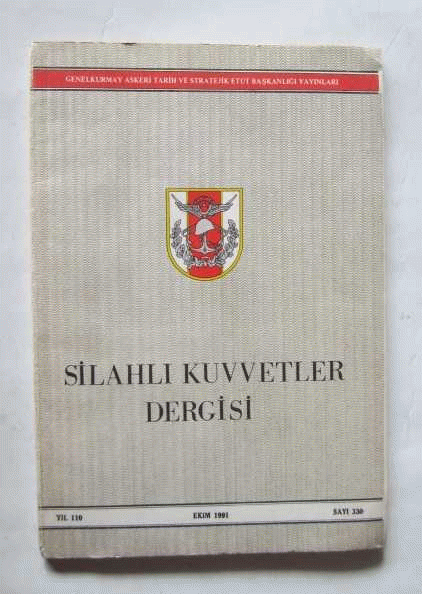 GENELKURMAY ASKERİ TARİH VE STRATEJİK ETÜT BAŞKANLIĞI YAYINLARI
SİLAHLI KUVVETLER
DERGİSİ
YIL 110 EKİM 1991 SAYI 330